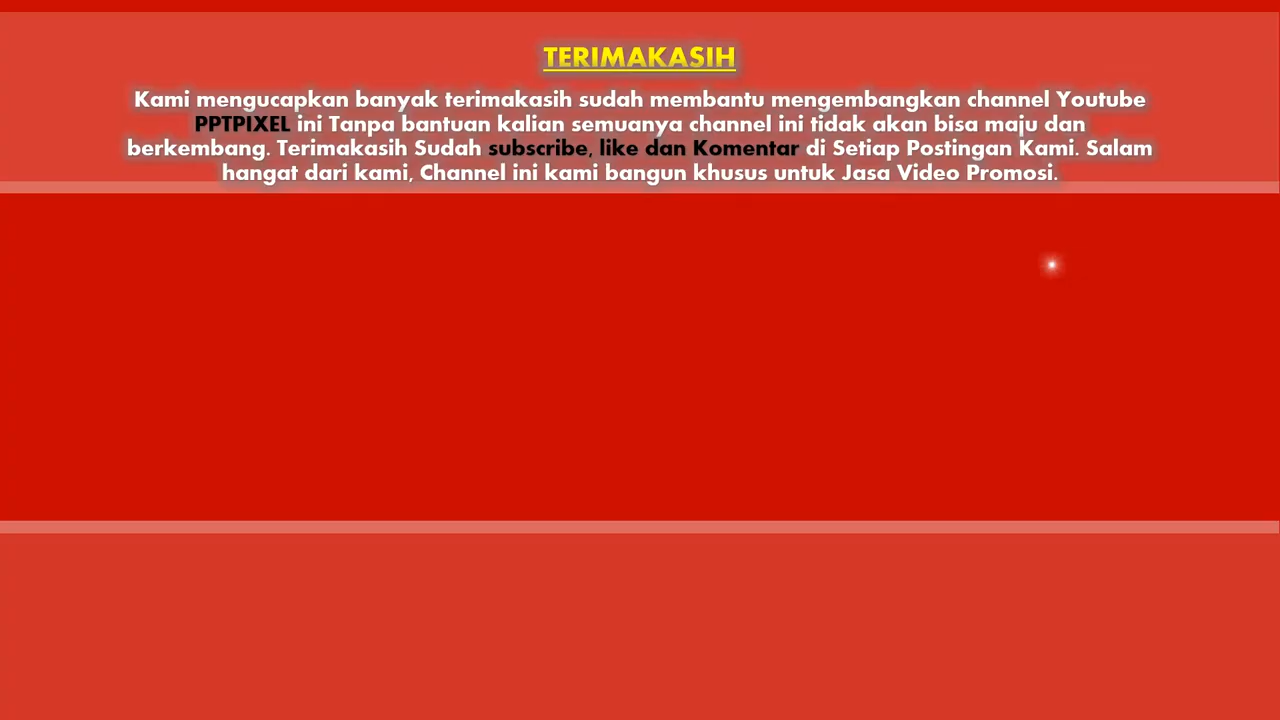 TERIMAKASIH
Kami mengucapkan banyak terimakasih sudah membantu mengembangkan channel Youtube
PPTPIXEL ini Tanpa bantuan kalian semuanya channel ini tidak akan bisa maju dan
berkembang. Terimakasih Sudah subscribe, like dan Komentar di Setiap Postingan Kami. Salam
hangat dari kami, Channel ini kami bangun khusus untuk Jasa Video Promosi.